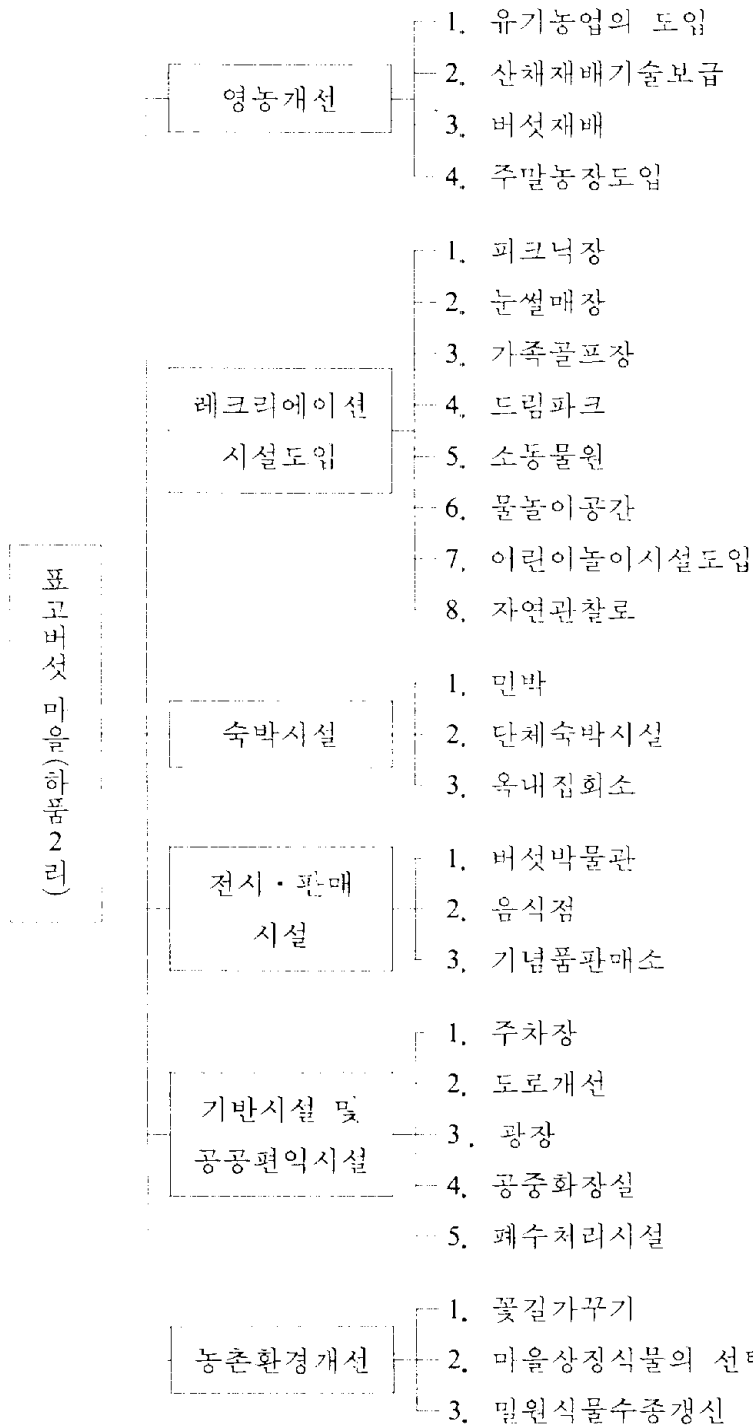 표고버섯 마을(하품2리)
영농개선
1. 유기농업의 도입
2. 산채재배기술보급
3. 버섯재배
4. 주말농장도입
레크리에이션
시설도입
1. 피크닉장
2. 눈썰매장
3. 가족골프장
4. 드림파크
5. 소동물원
6. 물놀이공간
7. 어린이놀이시설도입
8. 자연관찰로
숙박시설
1. 민박
2. 단체숙박시설
3. 옥내집회소
전시·판매
시설
1. 버섯박물관
2. 음식점
3. 기념품판매소
기반시설 및
공공편익시설
1. 주차장
2. 도로개선
3. 광장
4. 공중화장실
5. 폐수처리시설
농촌환경개선
1. 꽃길가꾸기
2. 마을상징식물의
3. 밀원식물수종갱신